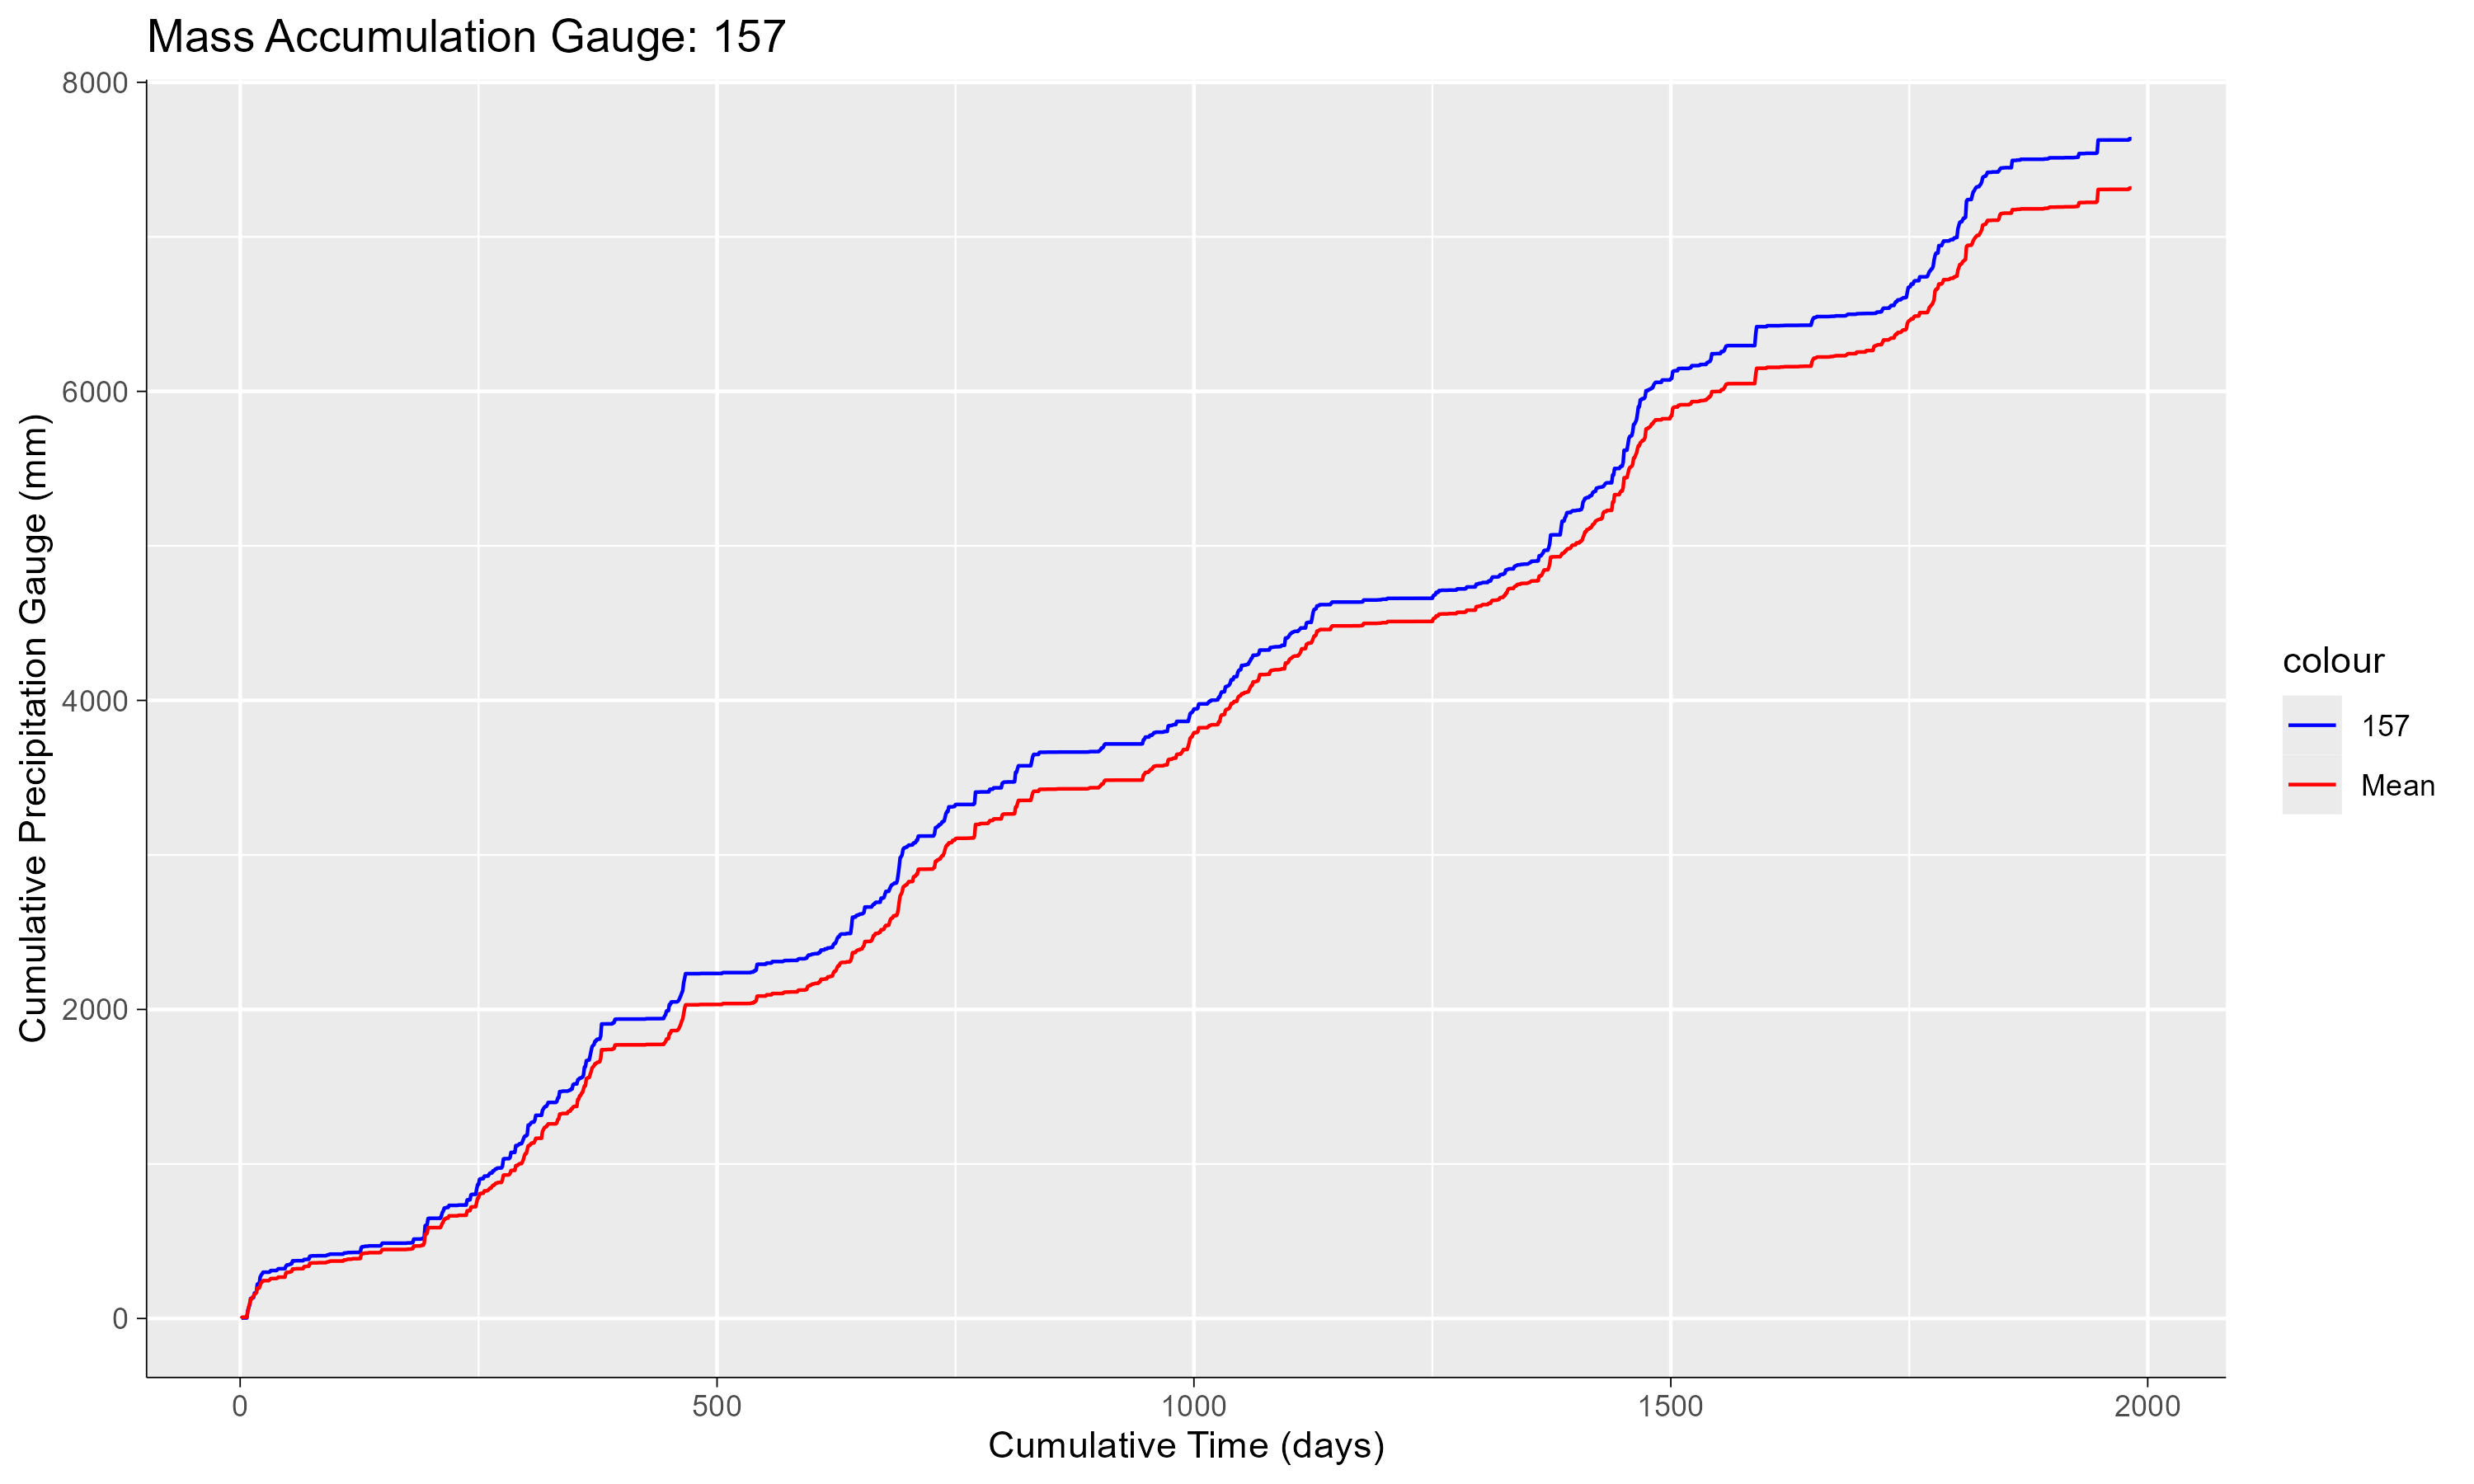 Mass Accumulation Gauge: 157
8000
6000
4000
2000
0
Cumulative Precipitation Gauge (mm)
0 500 1000 1500 2000
Cumulative Time (days)
colour
157
Mean